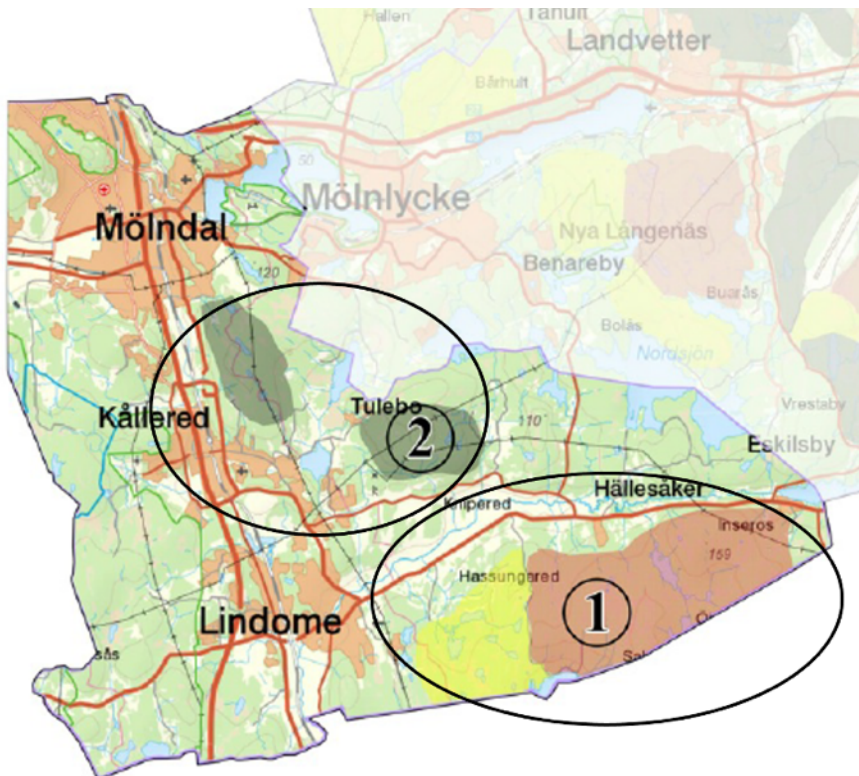 Hallen
Tahult
Landvetter
Bårhult
50
Mölnlycke
Mölndal
120
Nya Långenäs
Benareby
Buarås
Bolås
Nordsjön
Kållered
Tulebo
2
110
Vrestaby
Eskilsby
Hällesåker
Knipered
Inseros
159
Hassungared
1
Lindome
sås